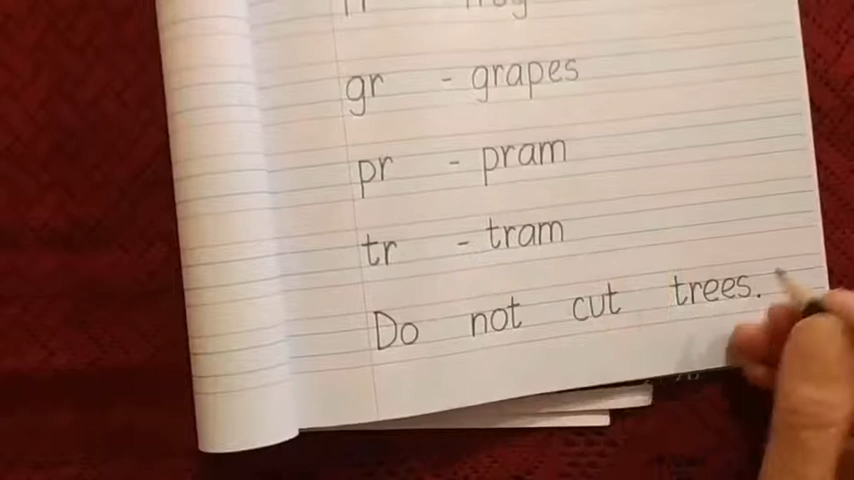 gr - grapes
pr - pram
tr - tram
Do not cut trees.